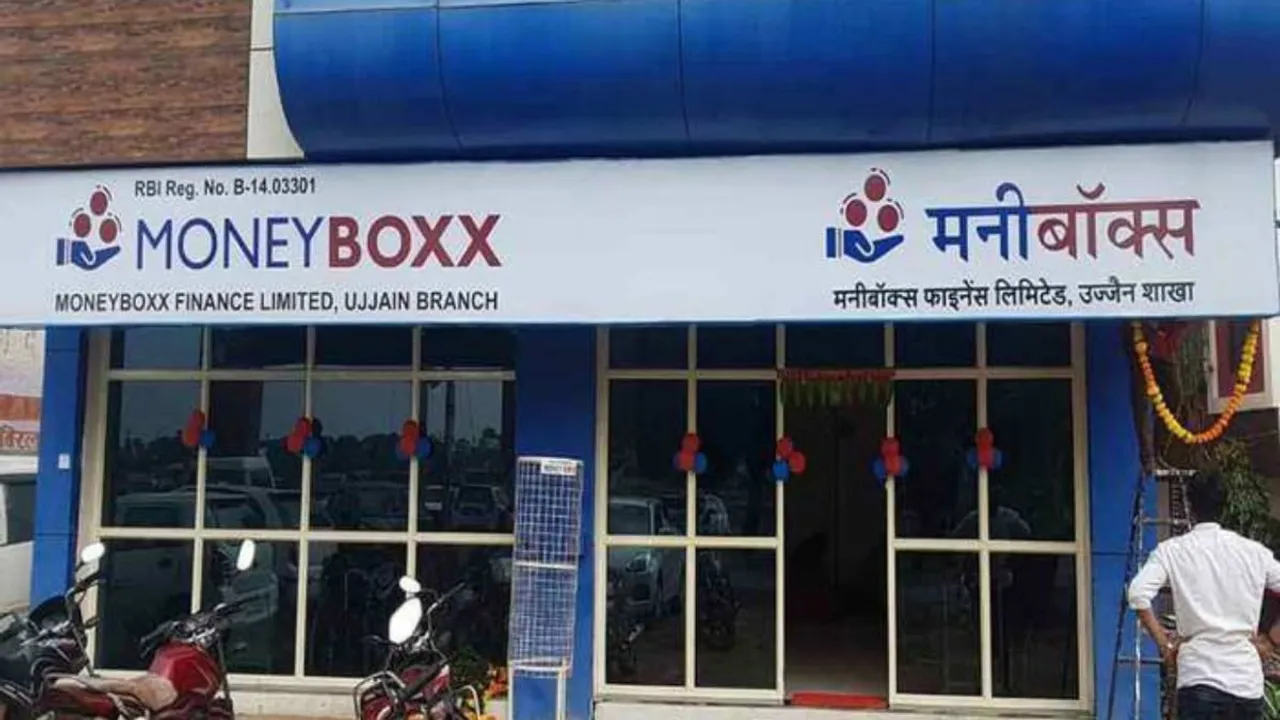 RBI Reg. No. B-14.03301
MONEYBOXX
MONEYBOXX FINANCE LIMITED, UJJAIN BRANCH
मनीबॉक्स
मनीबॉक्स फाइनेंस लिमिटेड, उज्जैन शाखा